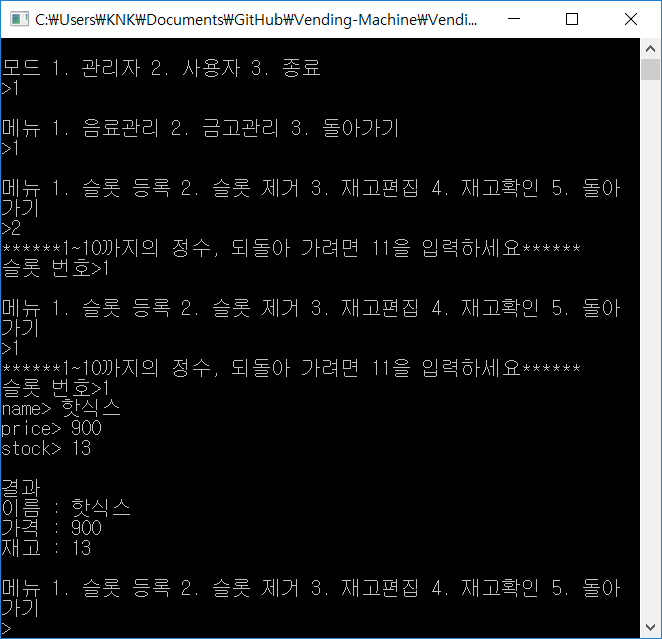 C:₩Users₩KNK₩Documents₩GitHub₩Vending-Machine₩Vendi...
모드 1. 관리자 2. 사용자 3. 종료
>1
메뉴 1. 음료관리 2. 금고관리 3. 돌아가기
>1
메뉴 1. 슬롯 등록 2. 슬롯 제거 3. 재고편집 4. 재고확인 5. 돌아
가기
>2
******1~10까지의 정수, 되돌아 가려면 11을 입력하세요******
슬롯 번호>1
메뉴 1. 슬롯 등록 2. 슬롯 제거 3. 재고편집 4. 재고확인 5. 돌아
가기
>1
******1~10까지의 정수, 되돌아 가려면 11을 입력하세요******
슬롯 번호>1
name> 핫식스
price> 900
stock> 13
결과
이름 : 핫식스
가격 : 900
재고 : 13
메뉴 1. 슬롯 등록 2. 슬롯 제거 3. 재고편집 4. 재고확인 5. 돌아
가기
>